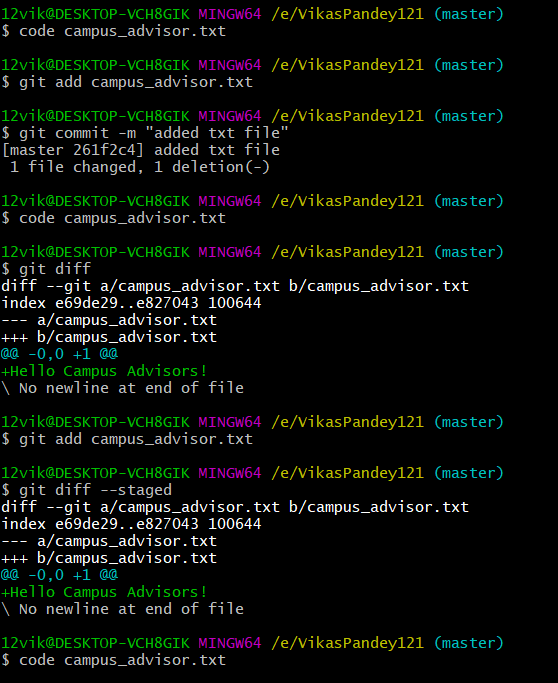 12vik@DESKTOP-VCH8GIK MINGW64 /e/VikasPandey121 (master)
$ code campus_advisor.txt
12vik@DESKTOP-VCH8GIK MINGW64 /e/VikasPandey121 (master)
$ git add campus_advisor.txt
12vik@DESKTOP-VCH8GIK MINGW64 /e/VikasPandey121 (master)
$ git commit -m "added txt file"
[master 261f2c4] added txt file
 1 file changed, 1 deletion(-)
12vik@DESKTOP-VCH8GIK MINGW64 /e/VikasPandey121 (master)
$ code campus_advisor.txt
12vik@DESKTOP-VCH8GIK MINGW64 /e/VikasPandey121 (master)
$ git diff
diff --git a/campus_advisor.txt b/campus_advisor.txt
index e69de29..e827043 100644
--- a/campus_advisor.txt
+++ b/campus_advisor.txt
@@ -0,0 +1 @@
+Hello Campus Advisors!
\ No newline at end of file
12vik@DESKTOP-VCH8GIK MINGW64 /e/VikasPandey121 (master)
$ git add campus_advisor.txt
12vik@DESKTOP-VCH8GIK MINGW64 /e/VikasPandey121 (master)
$ git diff --staged
diff --git a/campus_advisor.txt b/campus_advisor.txt
index e69de29..e827043 100644
--- a/campus_advisor.txt
+++ b/campus_advisor.txt
@@ -0,0 +1 @@
+Hello Campus Advisors!
\ No newline at end of file
12vik@DESKTOP-VCH8GIK MINGW64 /e/VikasPandey121 (master)
$ code campus_advisor.txt